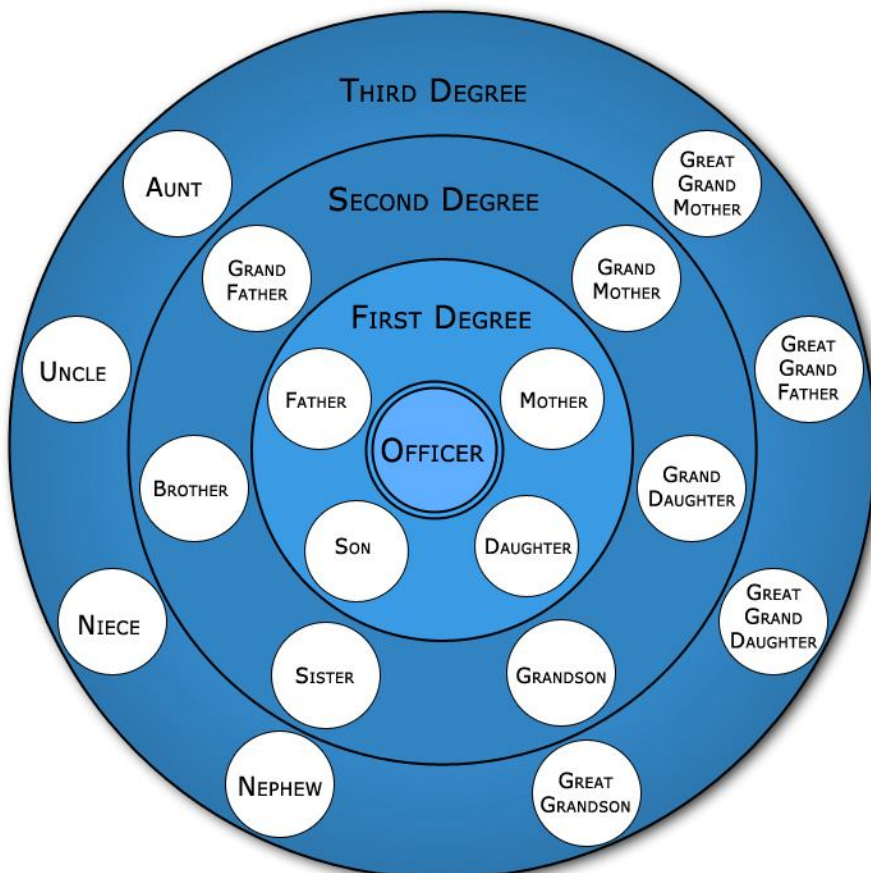 THIRD DEGREE
AUNT
GREAT
GRAND
MOTHER
SECOND DEGREE
GRAND
FATHER
GRAND
MOTHER
FIRST DEGREE
UNCLE
GREAT
GRAND
FATHER
FATHER
MOTHER
OFFICER
BROTHER
GRAND
DAUGHTER
SON
DAUGHTER
NIECE
GREAT
GRAND
DAUGHTER
SISTER
GRANDSON
NEPHEW
GREAT
GRANDSON